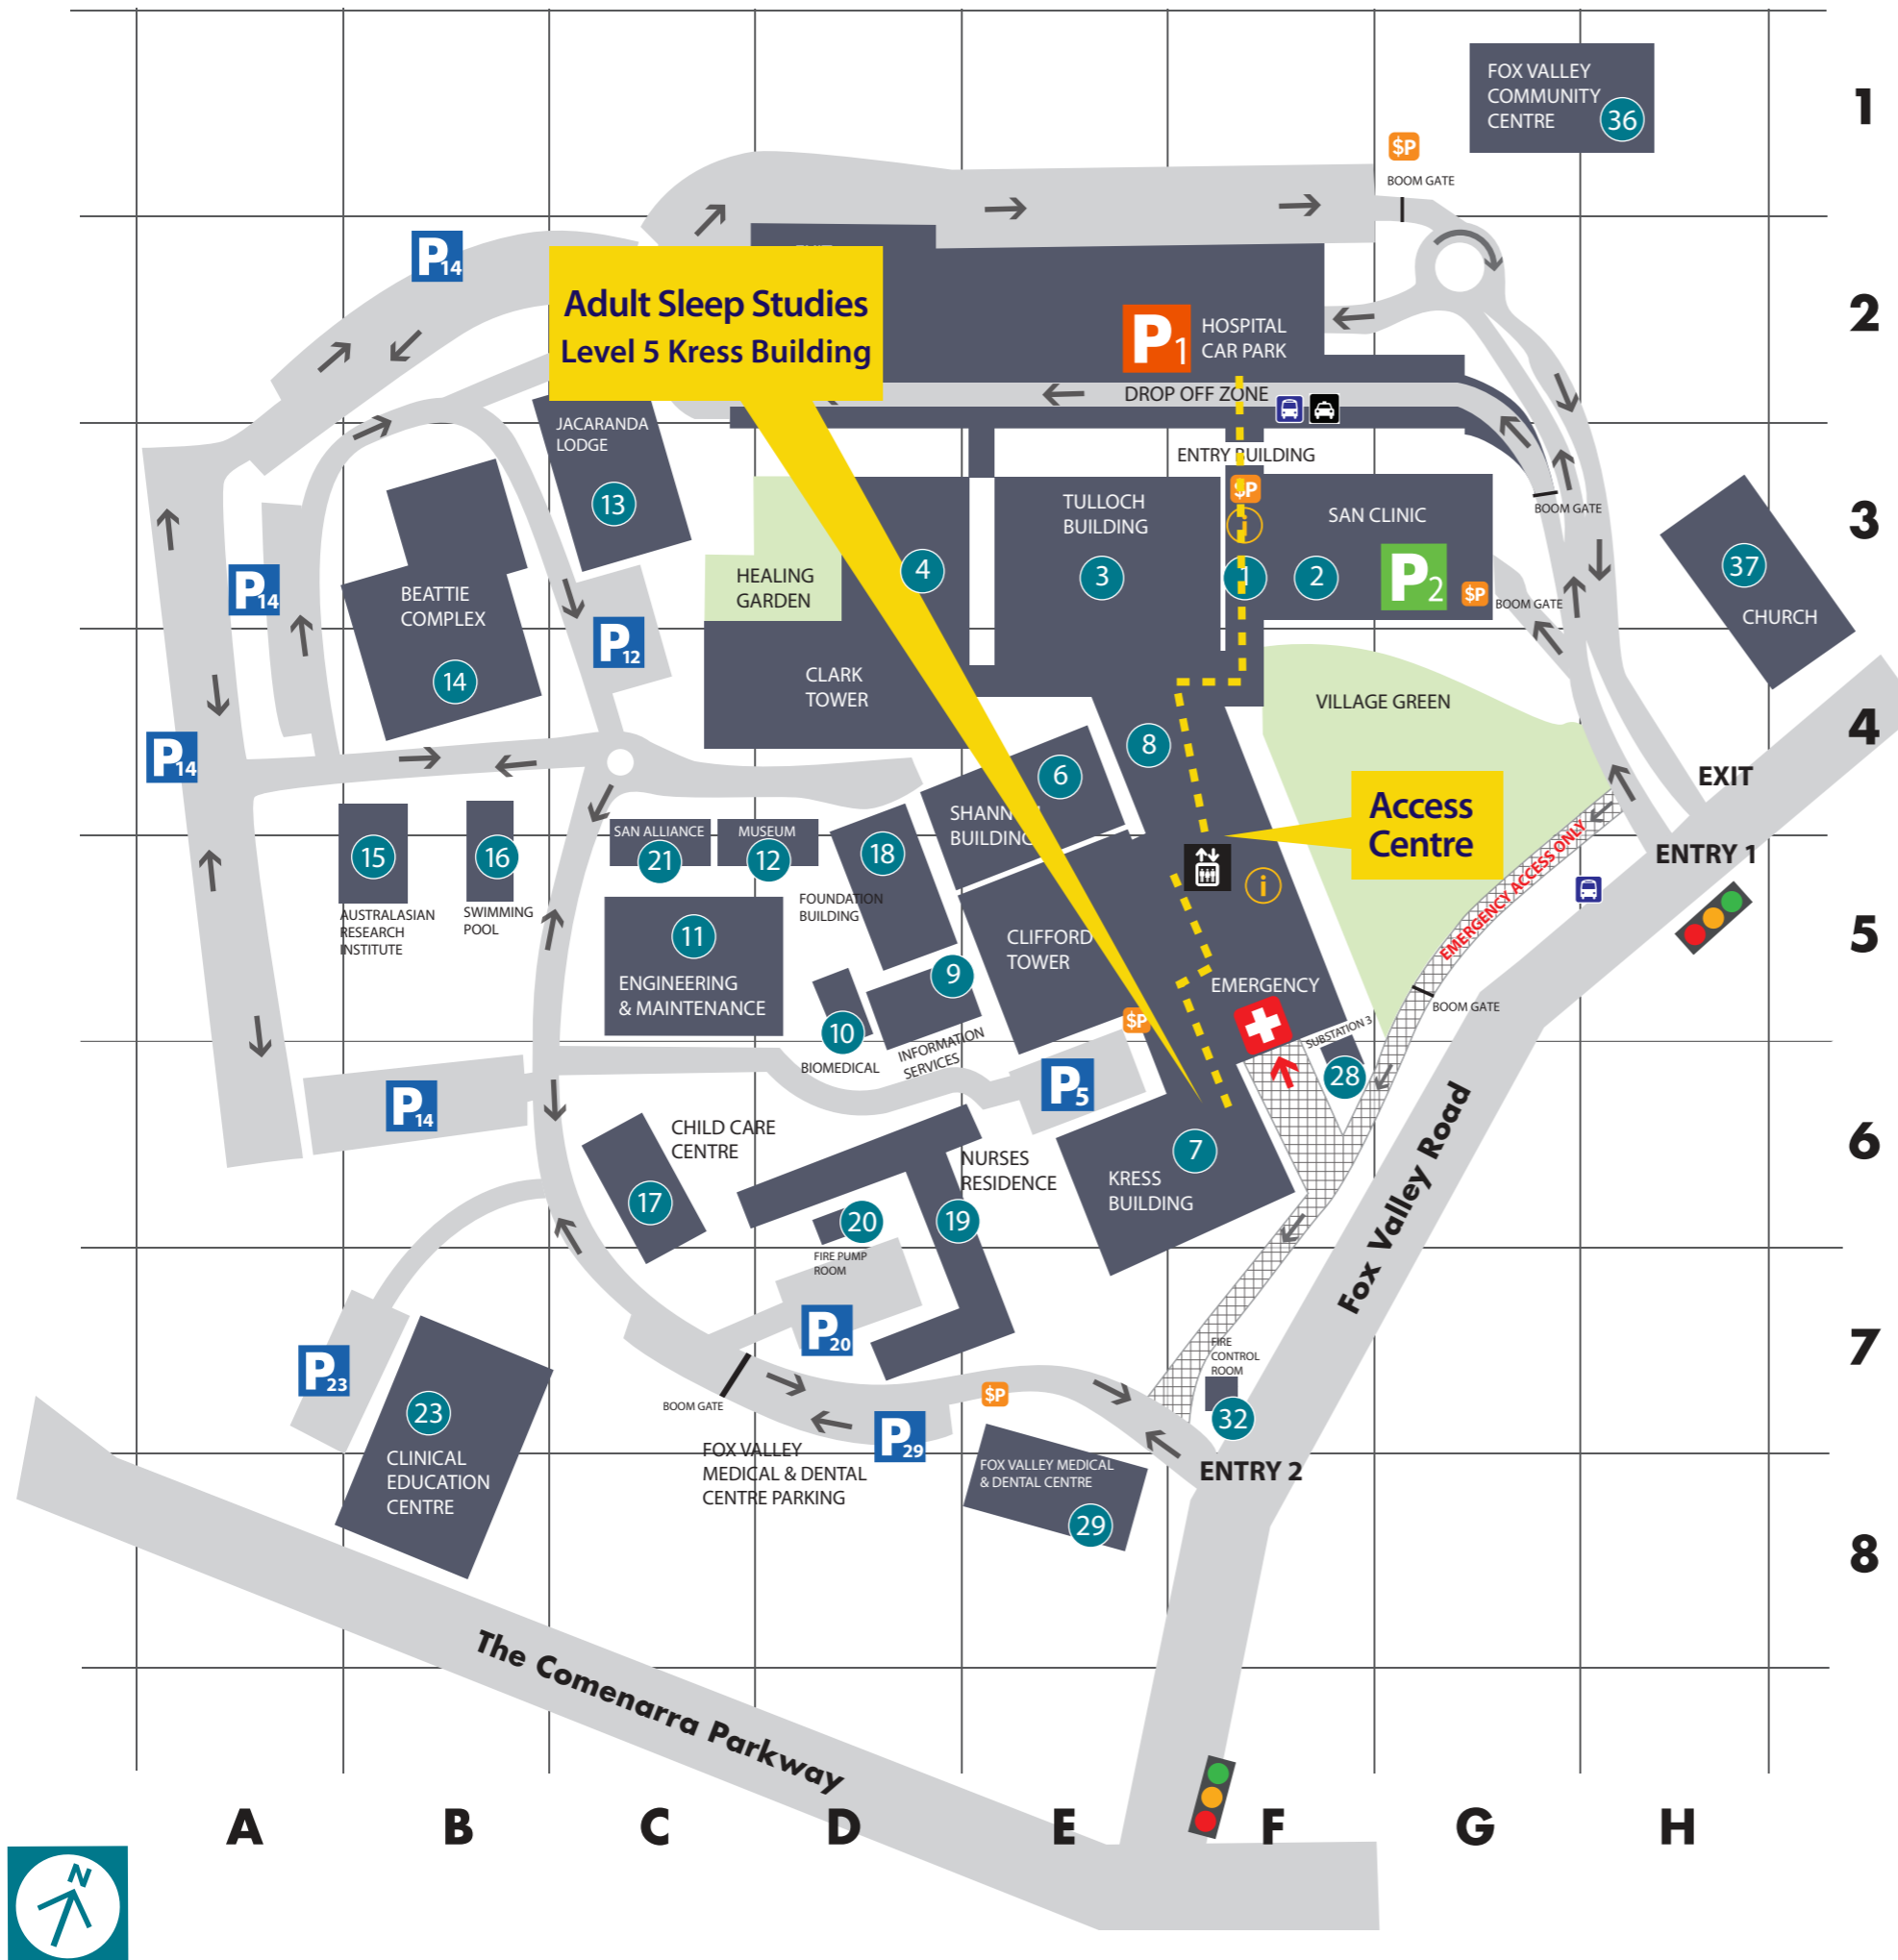 FOX VALLEY
COMMUNITY
CENTRE
36
1
$P
BOOM GATE
P14
2
Adult Sleep Studies
Level 5 Kress Building
P1
HOSPITAL
CAR PARK
DROP OFF ZONE
JACARANDA
LODGE
13
ENTRY BUILDING
$P
i
TULLOCH
BUILDING
3
SAN CLINIC
1
2
P2
$P
BOOM GATE
BOOM GATE
3
37
CHURCH
4
HEALING
GARDEN
P14
BEATTIE
COMPLEX
14
P12
CLARK
TOWER
VILLAGE GREEN
4
P14
8
6
SHANN
BUILDING
EXIT
Access
Centre
ENTRY 1
EMERGENCY ACCESS ONLY
15
AUSTRALASIAN
RESEARCH
INSTITUTE
16
SWIMMING
POOL
SAN ALLIANCE
21
MUSEUM
12
18
FOUNDATION
BUILDING
i
5
11
ENGINEERING
& MAINTENANCE
CLIFFORD
TOWER
9
10
BIOMEDICAL
INFORMATION
SERVICES
EMERGENCY
$P
SUBSTATION 3
28
BOOM GATE
P5
P14
6
CHILD CARE
CENTRE
17
NURSES
RESIDENCE
19
20
FIRE PUMP
ROOM
7
KRESS
BUILDING
Fox Valley Road
P20
P23
7
23
CLINICAL
EDUCATION
CENTRE
BOOM GATE
$P
FIRE
CONTROL
ROOM
32
P29
FOX VALLEY
MEDICAL & DENTAL
CENTRE PARKING
FOX VALLEY MEDICAL
& DENTAL CENTRE
29
ENTRY 2
8
The Comenarra Parkway
A
B
C
D
E
F
G
H
N